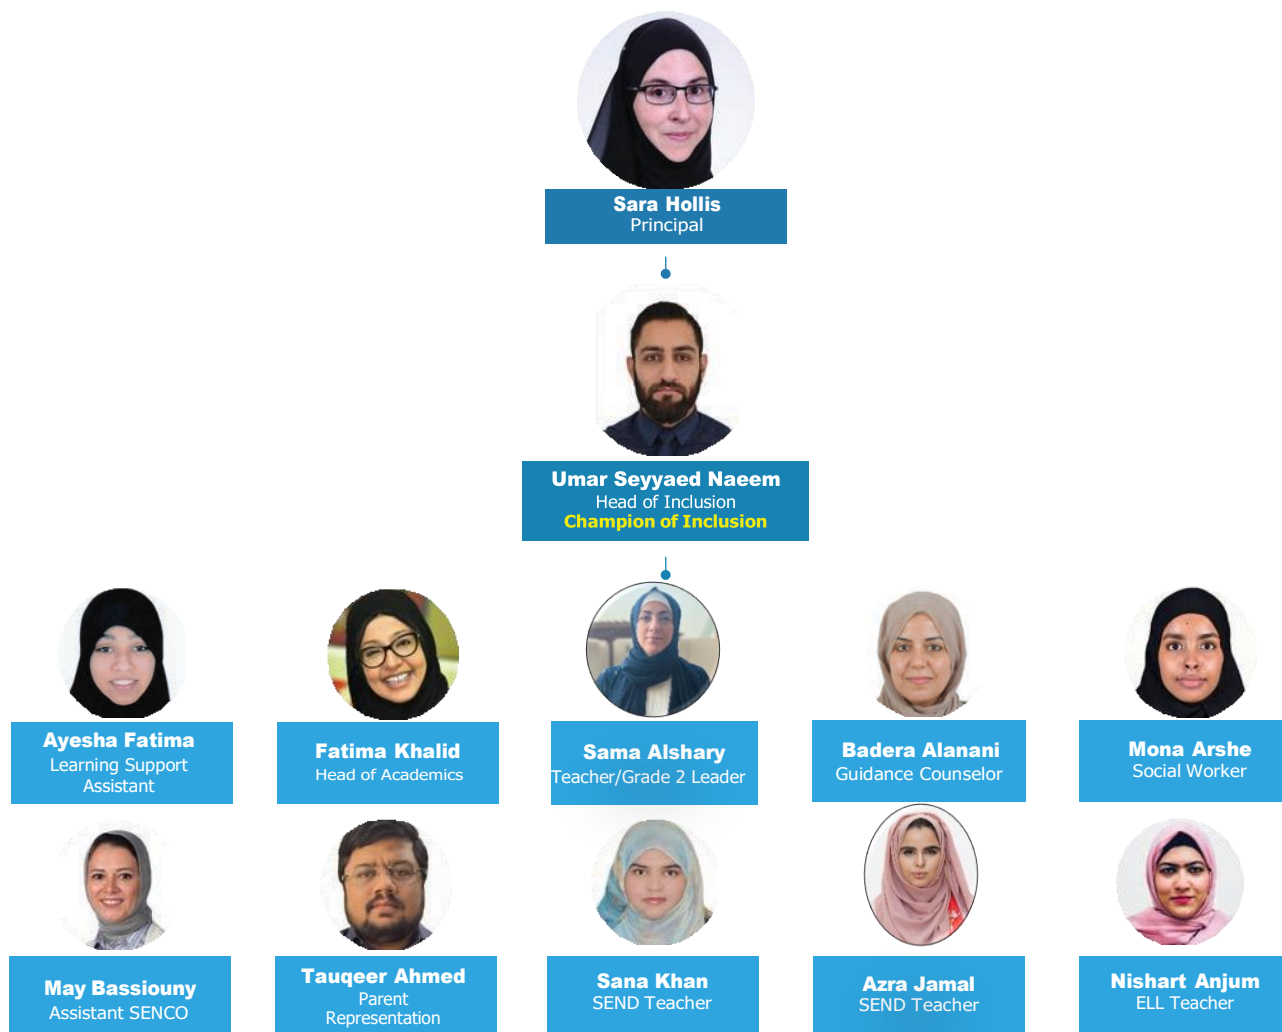 Sara Hollis
Principal
Umar Seyyaed Naeem
Head of Inclusion
Champion of Inclusion
Ayesha Fatima
Learning Support
Assistant
Fatima Khalid
Head of Academics
Sama Alshary
Teacher/Grade 2 Leader
Badera Alanani
Guidance Counselor
Mona Arshe
Social Worker
May Bassiouny
Assistant SENCO
Tauqeer Ahmed
Parent
Representation
Sana Khan
SEND Teacher
Azra Jamal
SEND Teacher
Nishart Anjum
ELL Teacher